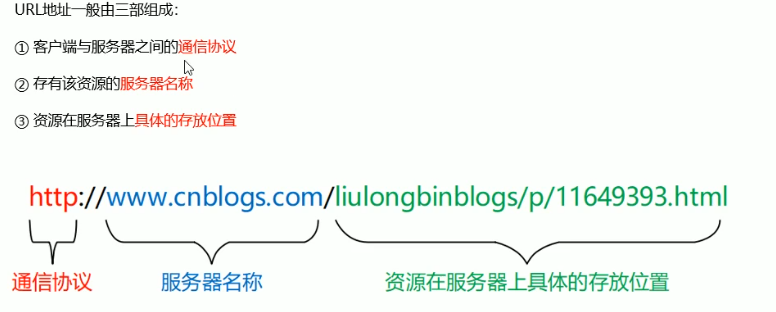 URL地址一般由三部组成：
① 客户端与服务器之间的通信协议
② 存有该资源的服务器名称
③ 资源在服务器上具体的存放位置
http://www.cnblogs.com/liulongbinblogs/p/11649393.html
通信协议 服务器名称 资源在服务器上具体的存放位置